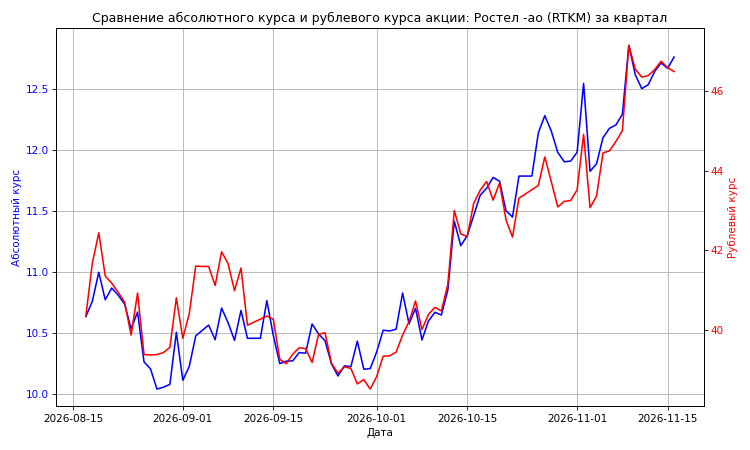 Сравнение абсолютного курса и рублевого курса акции: Ростел -ао (RTKM) за квартал
12.5
12.0
11.5
11.0
10.5
10.0
Абсолютный курс
46
44
42
40
Рублевый курс
2026-08-15 2026-09-01 2026-09-15 2026-10-01 2026-10-15 2026-11-01 2026-11-15
Дата